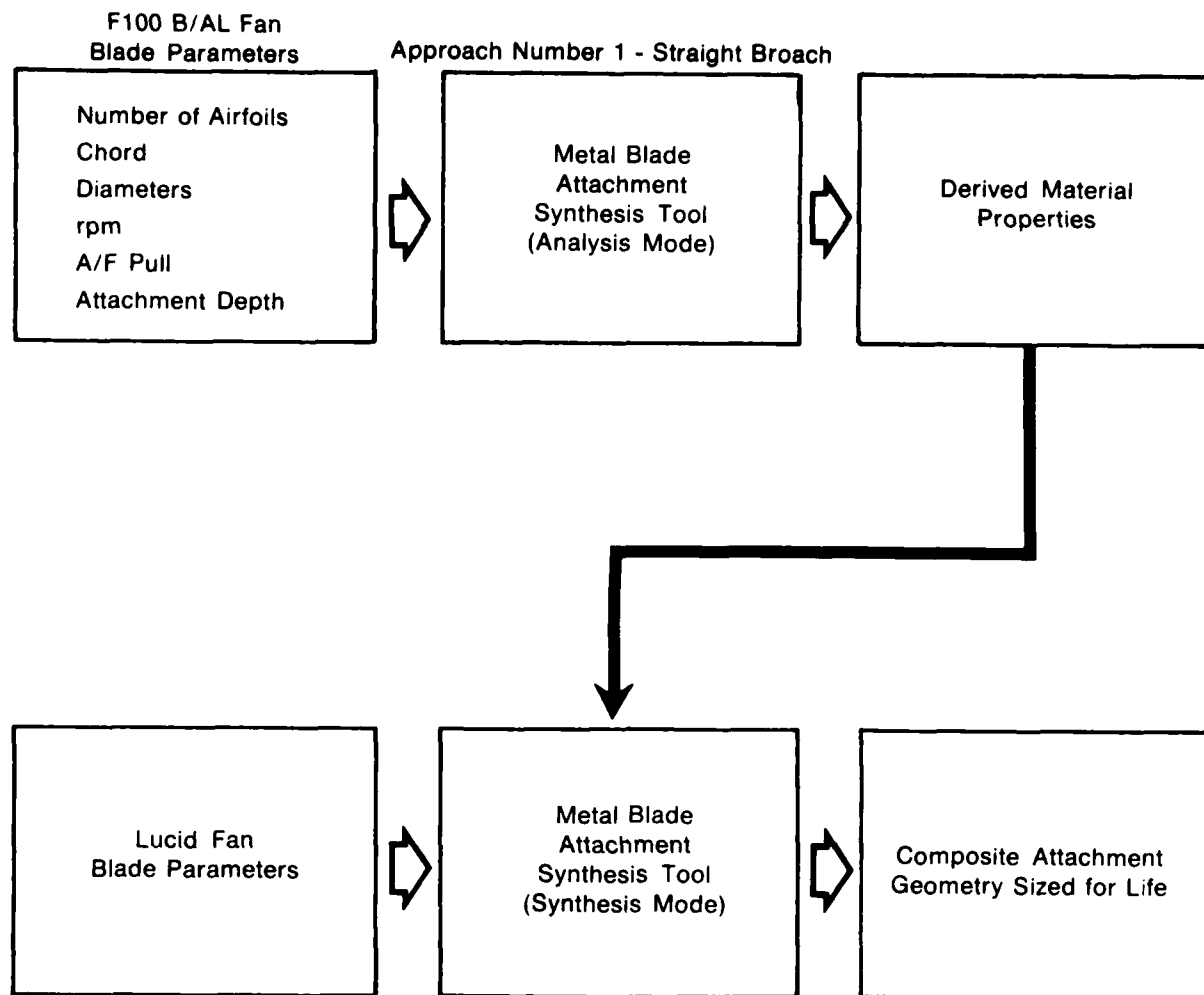 F100 B/AL Fan
Blade Parameters
Approach Number 1 - Straight Broach
Number of Airfoils
Chord
Diameters
rpm
A/F Pull
Attachment Depth
Metal Blade
Attachment
Synthesis Tool
(Analysis Mode)
Derived Material
Properties
Lucid Fan
Blade Parameters
Metal Blade
Attachment
Synthesis Tool
(Synthesis Mode)
Composite Attachment
Geometry Sized for Life